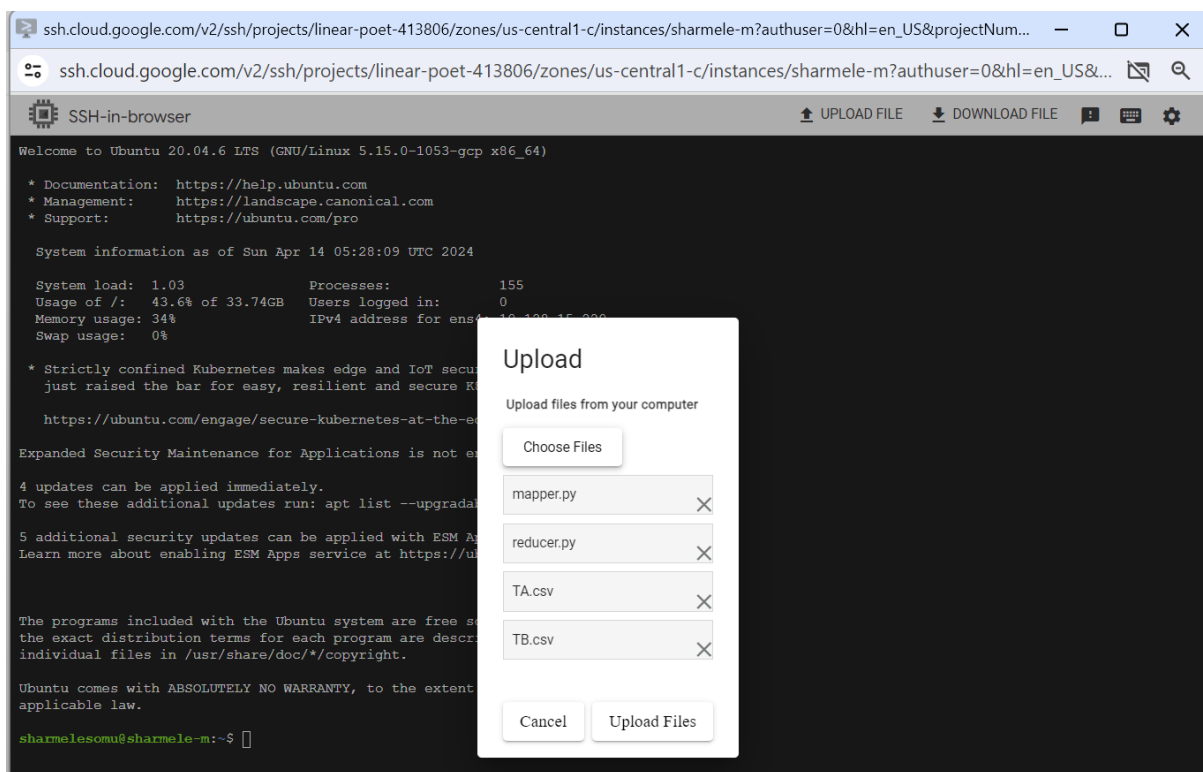 ssh.cloud.google.com/v2/ssh/projects/linear-poet-413806/zones/us-central1-c/instances/sharmele-m?authuser=0&hl=en_US&projectNum...
ssh.cloud.google.com/v2/ssh/projects/linear-poet-413806/zones/us-central1-c/instances/sharmele-m?authuser=0&hl=en_US&...
SSH-in-browser
UPLOAD FILE
DOWNLOAD FILE
Welcome to Ubuntu 20.04.6 LTS (GNU/Linux 5.15.0-1053-gcp x86_64)
* Documentation: https://help.ubuntu.com
* Management: https://landscape.canonical.com
* Support: https://ubuntu.com/pro
System information as of Sun Apr 14 05:28:09 UTC 2024
System load: 1.03 Processes: 155
Usage of /: 43.6% of 33.74GB Users logged in: 0
Memory usage: 34% IPv4 address for ens4:
Swap usage: 0%
* Strictly confined Kubernetes makes edge and IoT secu
just raised the bar for easy, resilient and secure K
https://ubuntu.com/engage/secure-kubernetes-at-the-e
Expanded Security Maintenance for Applications is not e
4 updates can be applied immediately.
To see these additional updates run: apt list --upgrada
5 additional security updates can be applied with ESM A
Learn more about enabling ESM Apps service at https://u
The programs included with the Ubuntu system are free s
the exact distribution terms for each program are descr
individual files in /usr/share/doc/*/copyright.
Ubuntu comes with ABSOLUTELY NO WARRANTY, to the extent
applicable law.
sharmelesomu@sharmele-m:~$
Upload
Upload files from your computer
Choose Files
mapper.py
reducer.py
TA.csv
TB.csv
Cancel
Upload Files